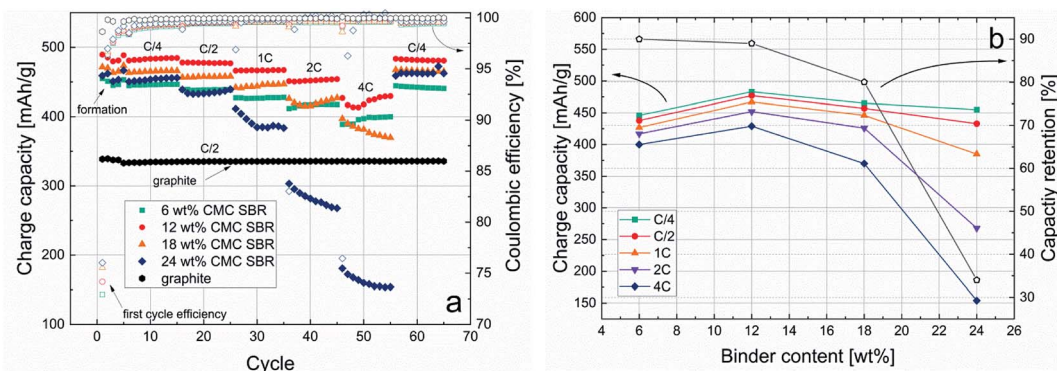 600
550
500
450
400
350
300
250
200
150
100
100
95
90
85
80
75
70
0
10
20
30
40
50
60
70
Charge capacity [mAh/g]
Coulombic efficiency [%]
Cycle
C/4
C/2
1C
2C
4C
C/4
formation
C/2
graphite
6 wt% CMC SBR
12 wt% CMC SBR
18 wt% CMC SBR
24 wt% CMC SBR
graphite
first cycle efficiency
a
600
550
500
450
400
350
300
250
200
150
90
80
70
60
50
40
30
4
6
8
10
12
14
16
18
20
22
24
26
Charge capacity [mAh/g]
Capacity retention [%]
Binder content [wt%]
C/4
C/2
1C
2C
4C
b